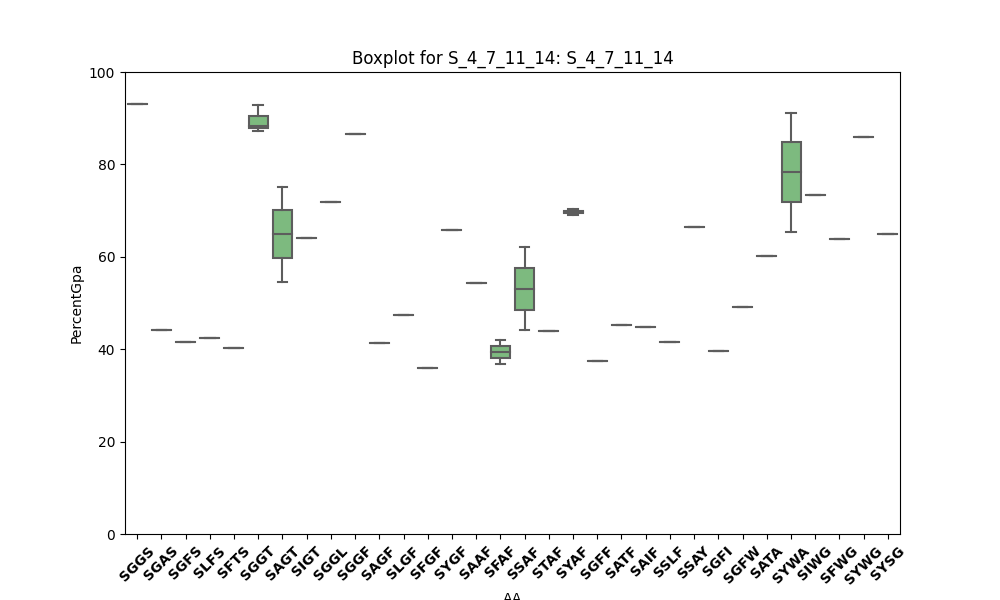 Boxplot for S_4_7_11_14: S_4_7_11_14
PercentGpa
100
80
60
40
20
0
SGGS SGAS SGFS SLFS SFTS SGGT SAGT SIGT SGGL SGGF SAGF SLGF SFGF SYGF SAAF SFAF SSAF STAF SYAF SGFF SATF SAIF SSLF SSAY SGFI SGFW SATA SYWA SIWG SFWG SYWG SYSG
AA